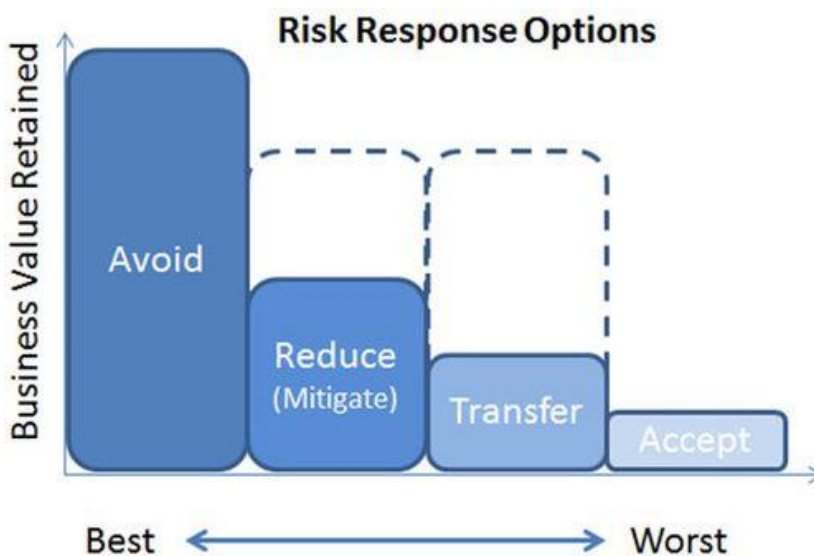 Risk Response Options
Business Value Retained
Avoid
Reduce
(Mitigate)
Transfer
Accept
Best
Worst